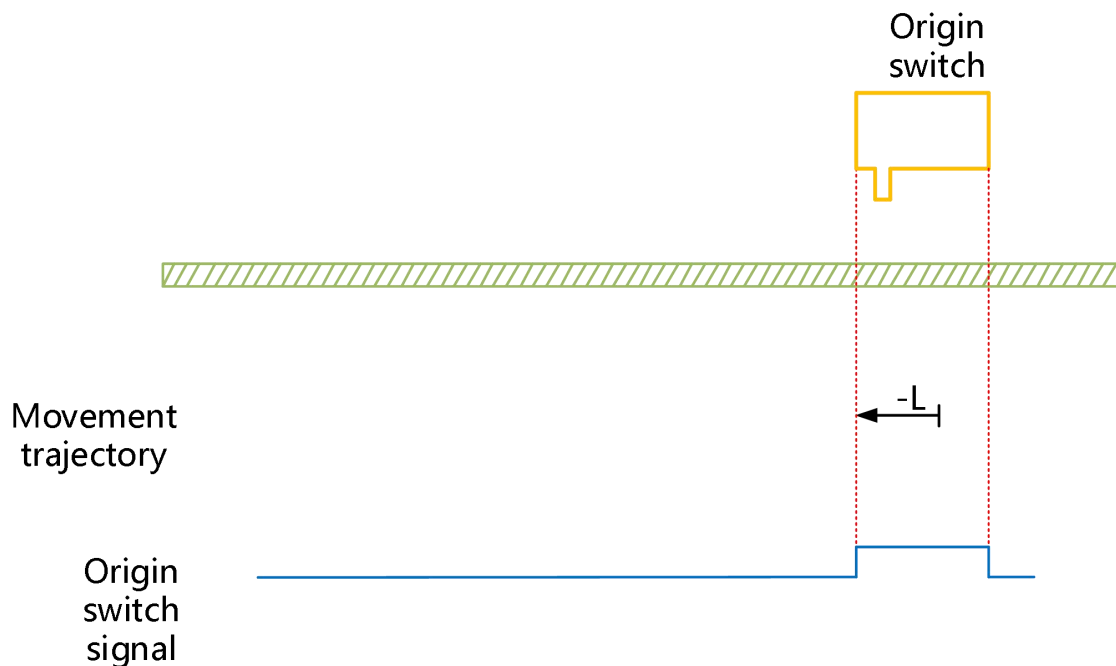 Origin
switch
-L
Movement
trajectory
Origin
switch
signal